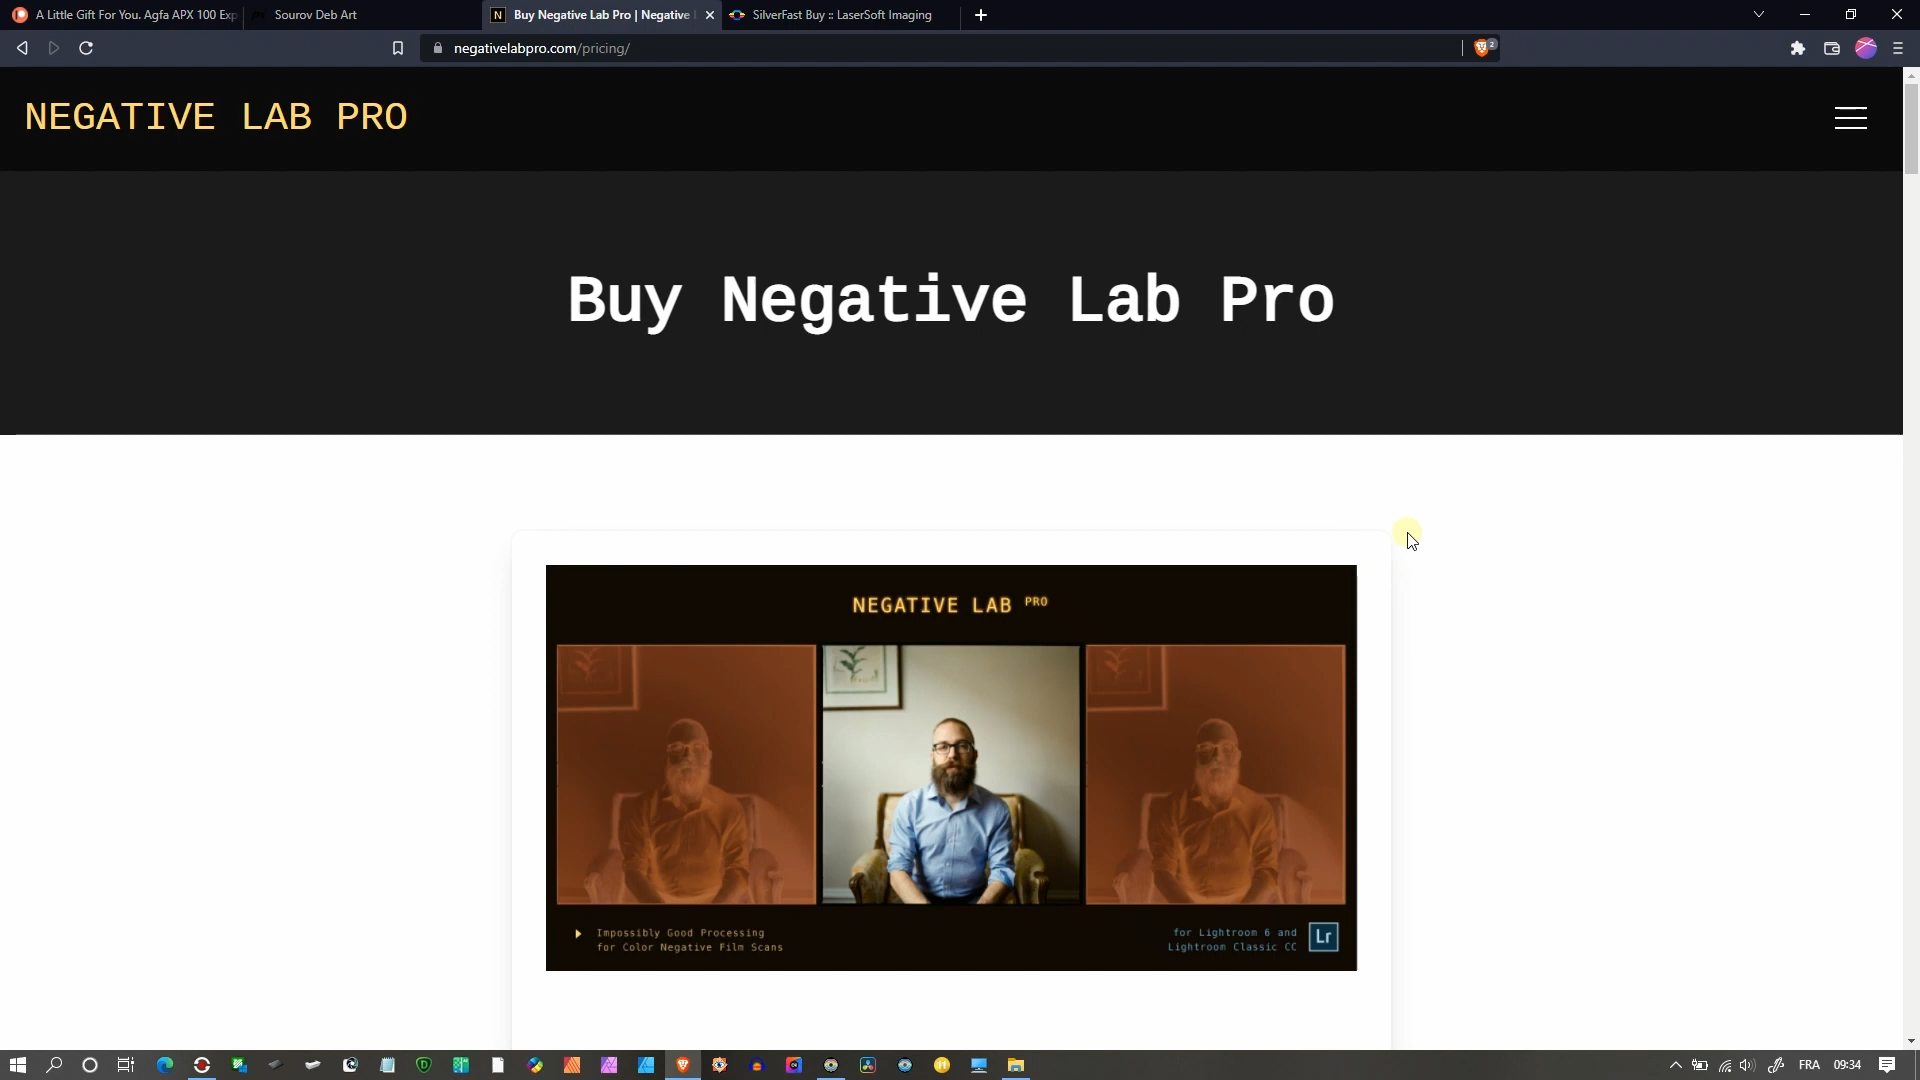 A Little Gift For You. Agfa APX 100 Exp
Sourov Deb Art
Buy Negative Lab Pro | Negative
SilverFast Buy :: LaserSoft Imaging
negativelabpro.com/pricing/
2
NEGATIVE LAB PRO
Buy Negative Lab Pro
NEGATIVE LAB PRO
Impossibly Good Processing
for Color Negative Film Scans
for Lightroom 6 and
Lightroom Classic CC
Lr
FRA
09:34